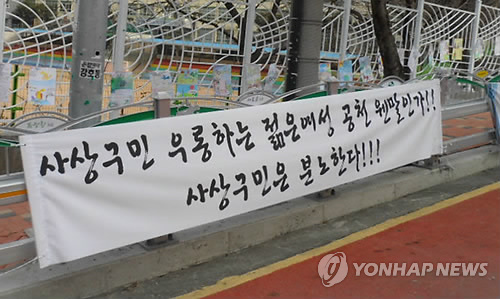 사상구민 우롱하는 젊은여성 공천 웬말인가!!
사상구민은 분노한다!!!
YONHAP NEWS